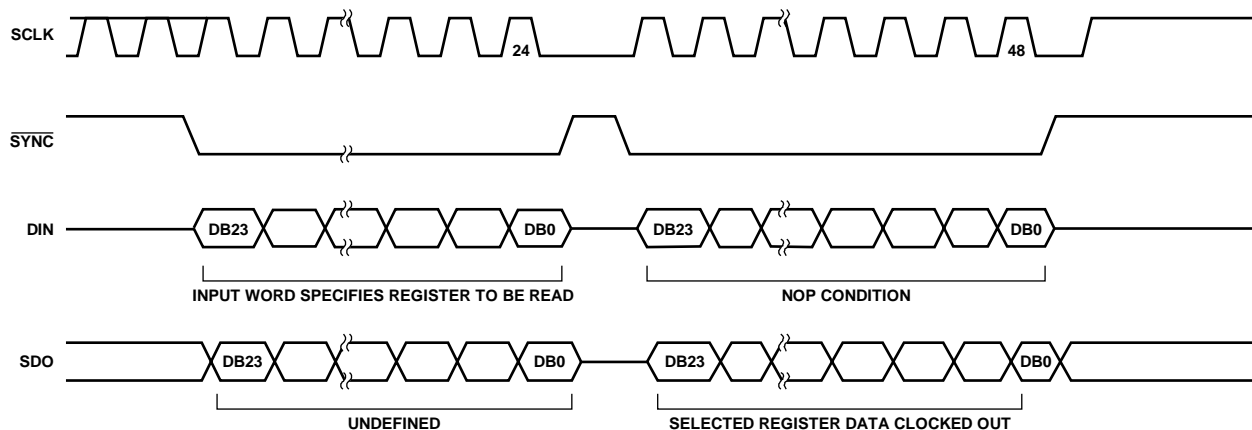 SCLK
24
48
SYNC
DIN
DB23
DB0
DB23
DB0
INPUT WORD SPECIFIES REGISTER TO BE READ
NOP CONDITION
SDO
DB23
DB0
DB23
DB0
UNDEFINED
SELECTED REGISTER DATA CLOCKED OUT